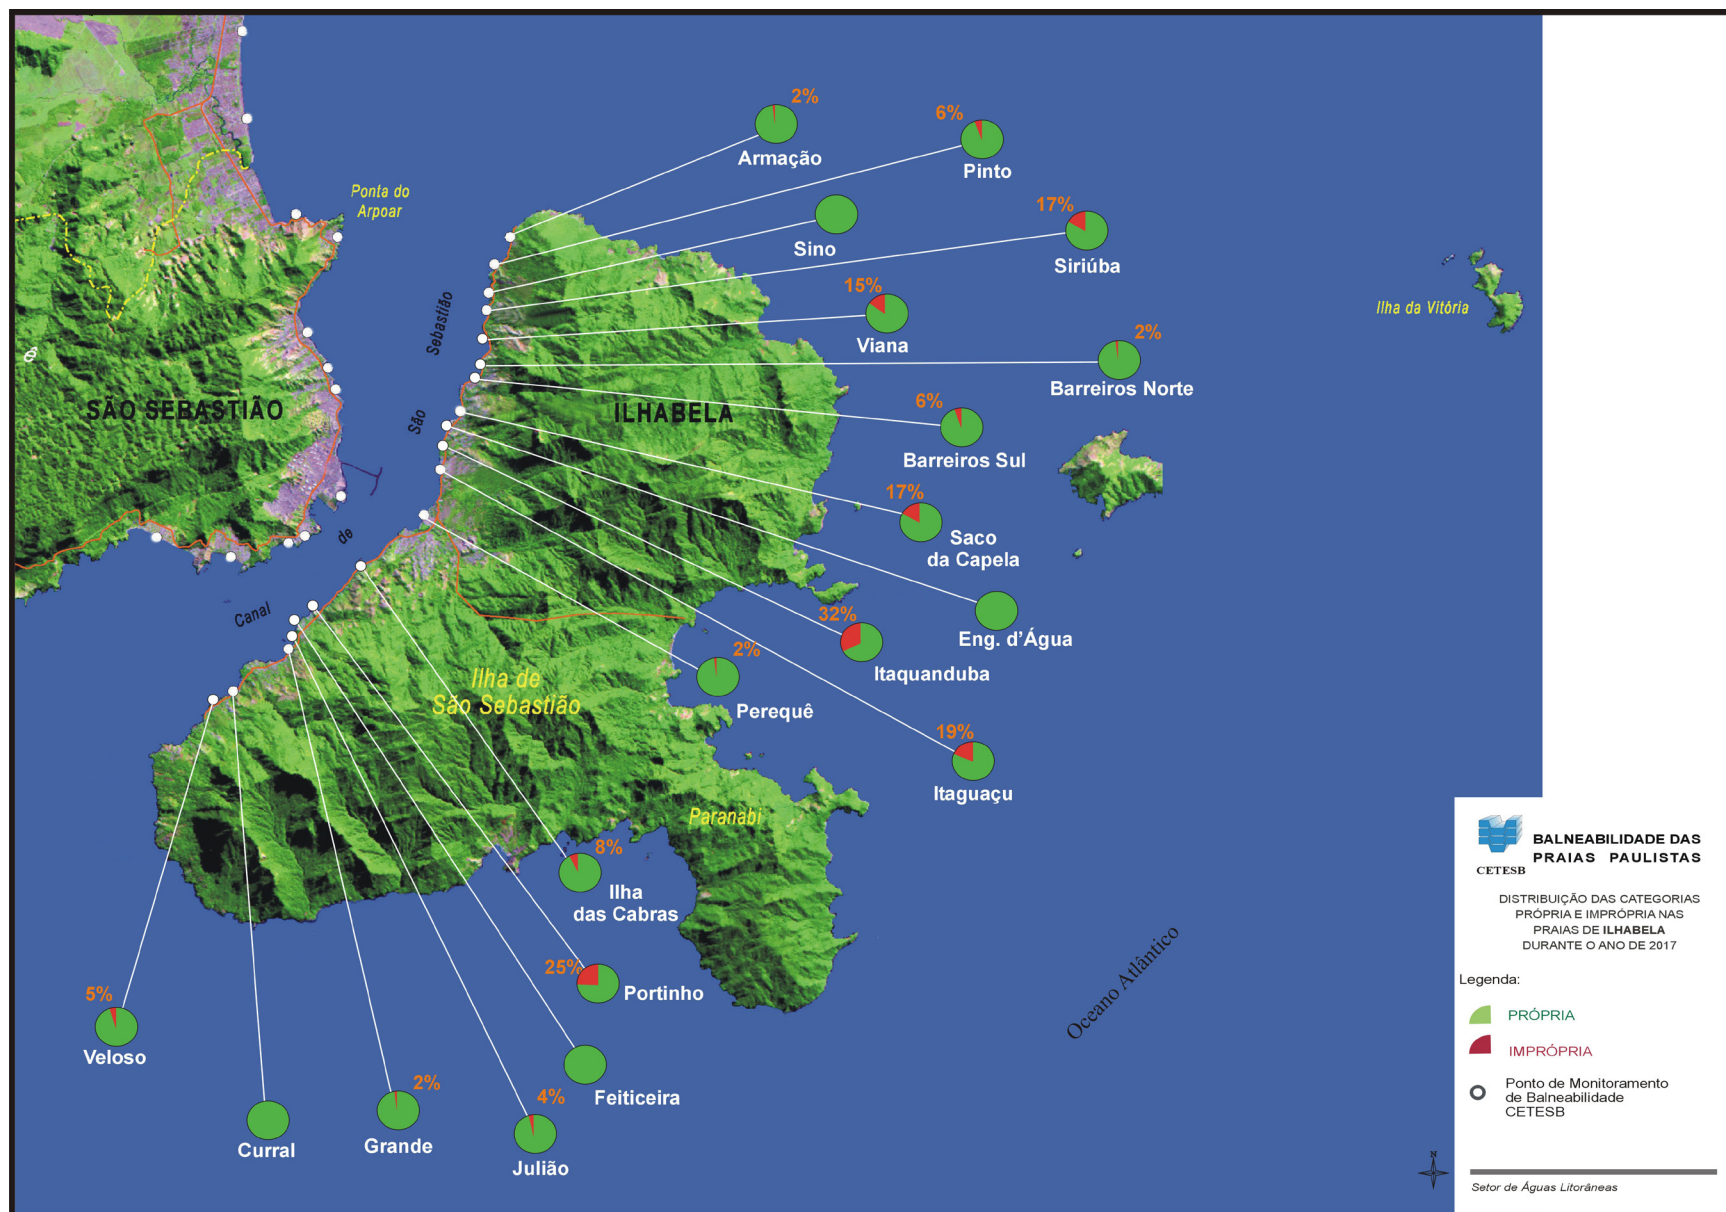 2%
Armação
6%
Pinto
Ponta do
Arpoar
Sino
17%
Siriúba
15%
Viana
Ilha da Vitória
2%
Barreiros Norte
SÃO SEBASTIÃO
ILHABELA
6%
Barreiros Sul
17%
Saco
da Capela
Canal
de
São
Sebastião
Eng. d'Água
32%
Itaquanduba
2%
Perequê
Ilha de
São Sebastião
19%
Itaguaçu
Paranabi
8%
Ilha
das Cabras
25%
Portinho
5%
Veloso
Curral
2%
Grande
4%
Julião
Feiticeira
Oceano Atlântico
CETESB
BALNEABILIDADE DAS
PRAIAS PAULISTAS
DISTRIBUIÇÃO DAS CATEGORIAS
PRÓPRIA E IMPRÓPRIA NAS
PRAIAS DE ILHABELA
DURANTE O ANO DE 2017
Legenda:
PRÓPRIA
IMPRÓPRIA
Ponto de Monitoramento
de Balneabilidade
CETESB
N
Setor de Águas Litorâneas